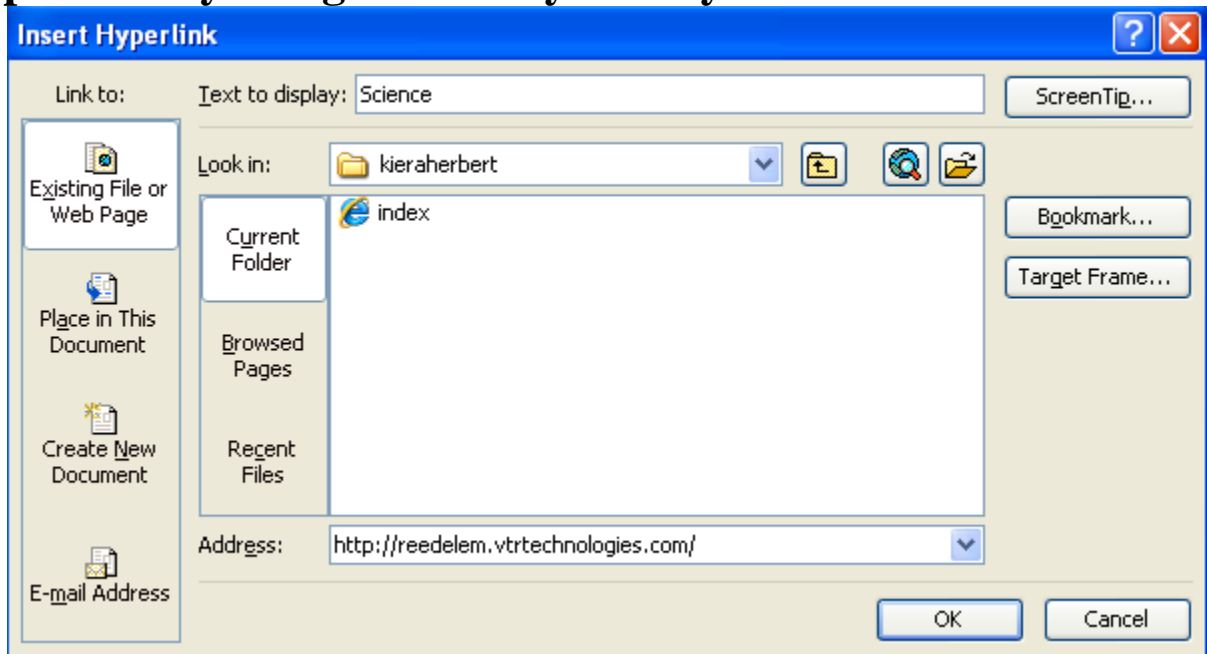 Insert Hyperlink
Link to:
Text to display: Science
ScreenTip...
Existing File or
Web Page
Look in: kieraherbert
Current
Folder
index
Bookmark...
Target Frame...
Place in This
Document
Browsed
Pages
Create New
Document
Recent
Files
Address: http://reedelem.vtrtechnologies.com/
E-mail Address
OK
Cancel